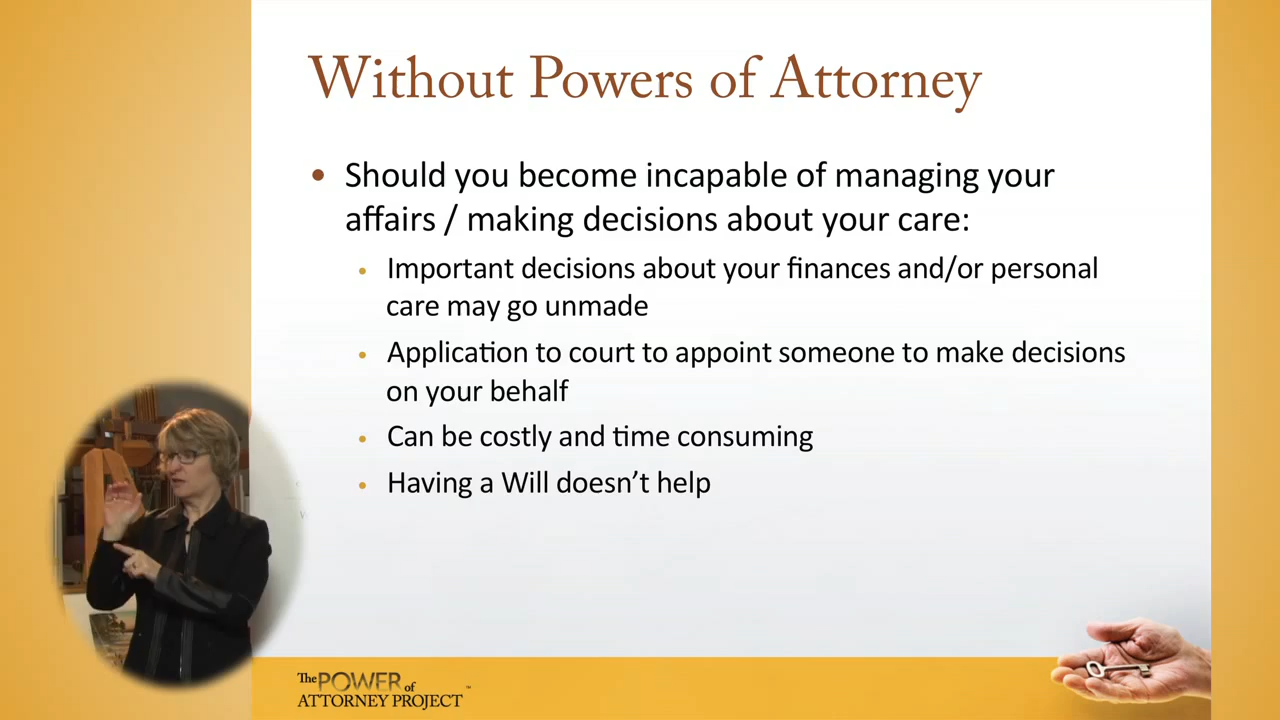 Without Powers of Attorney
• Should you become incapable of managing your
affairs / making decisions about your care:
• Important decisions about your finances and/or personal
care may go unmade
• Application to court to appoint someone to make decisions
on your behalf
• Can be costly and time consuming
• Having a Will doesn’t help
The POWER of
ATTORNEY PROJECT™